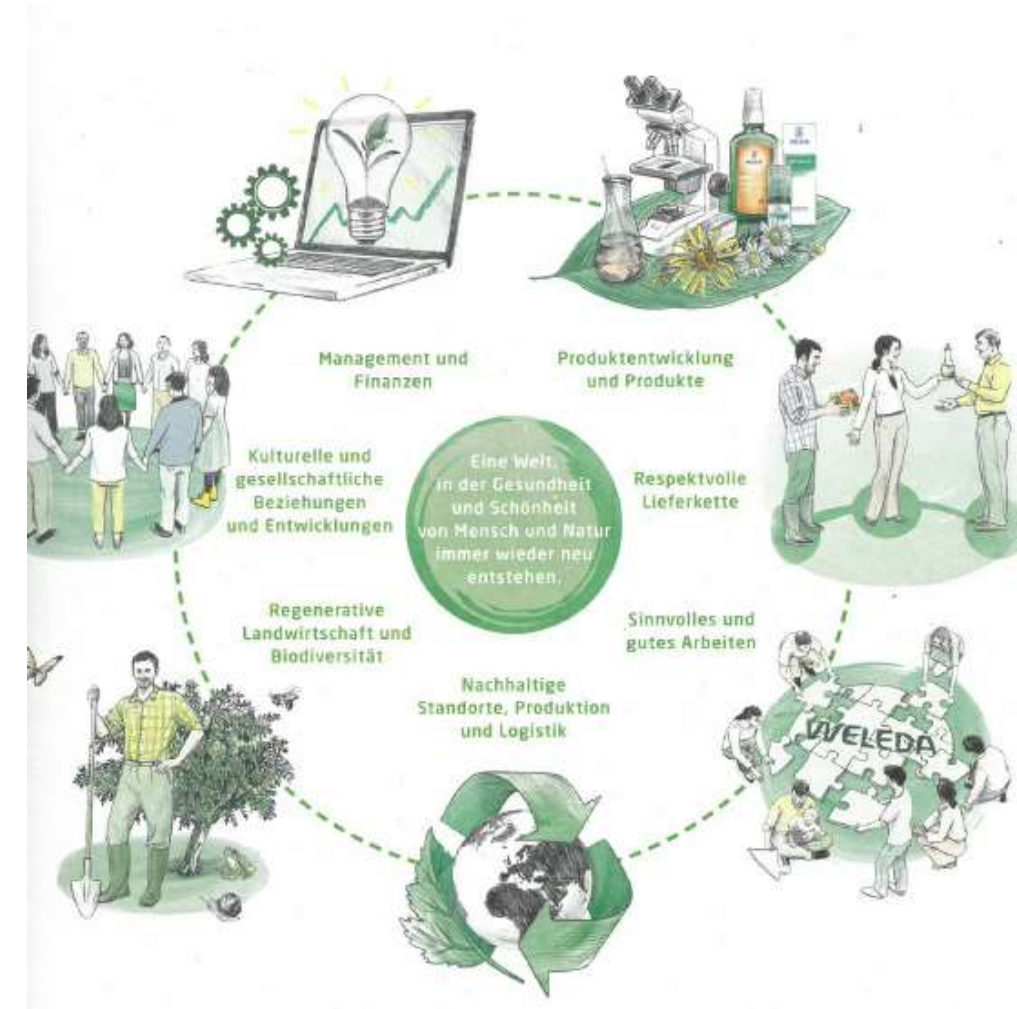 Management und
Finanzen
Produktentwicklung
und Produkte
Kulturelle und
gesellschaftliche
Beziehungen
und Entwicklungen
Eine Welt,
in der Gesundheit
und Schönheit
von Mensch und Natur
immer wieder neu
entstehen.
Respektvolle
Lieferkette
Regenerative
Landwirtschaft und
Biodiversität
Sinnvolles und
gutes Arbeiten
Nachhaltige
Standorte, Produktion
und Logistik
WELEDA